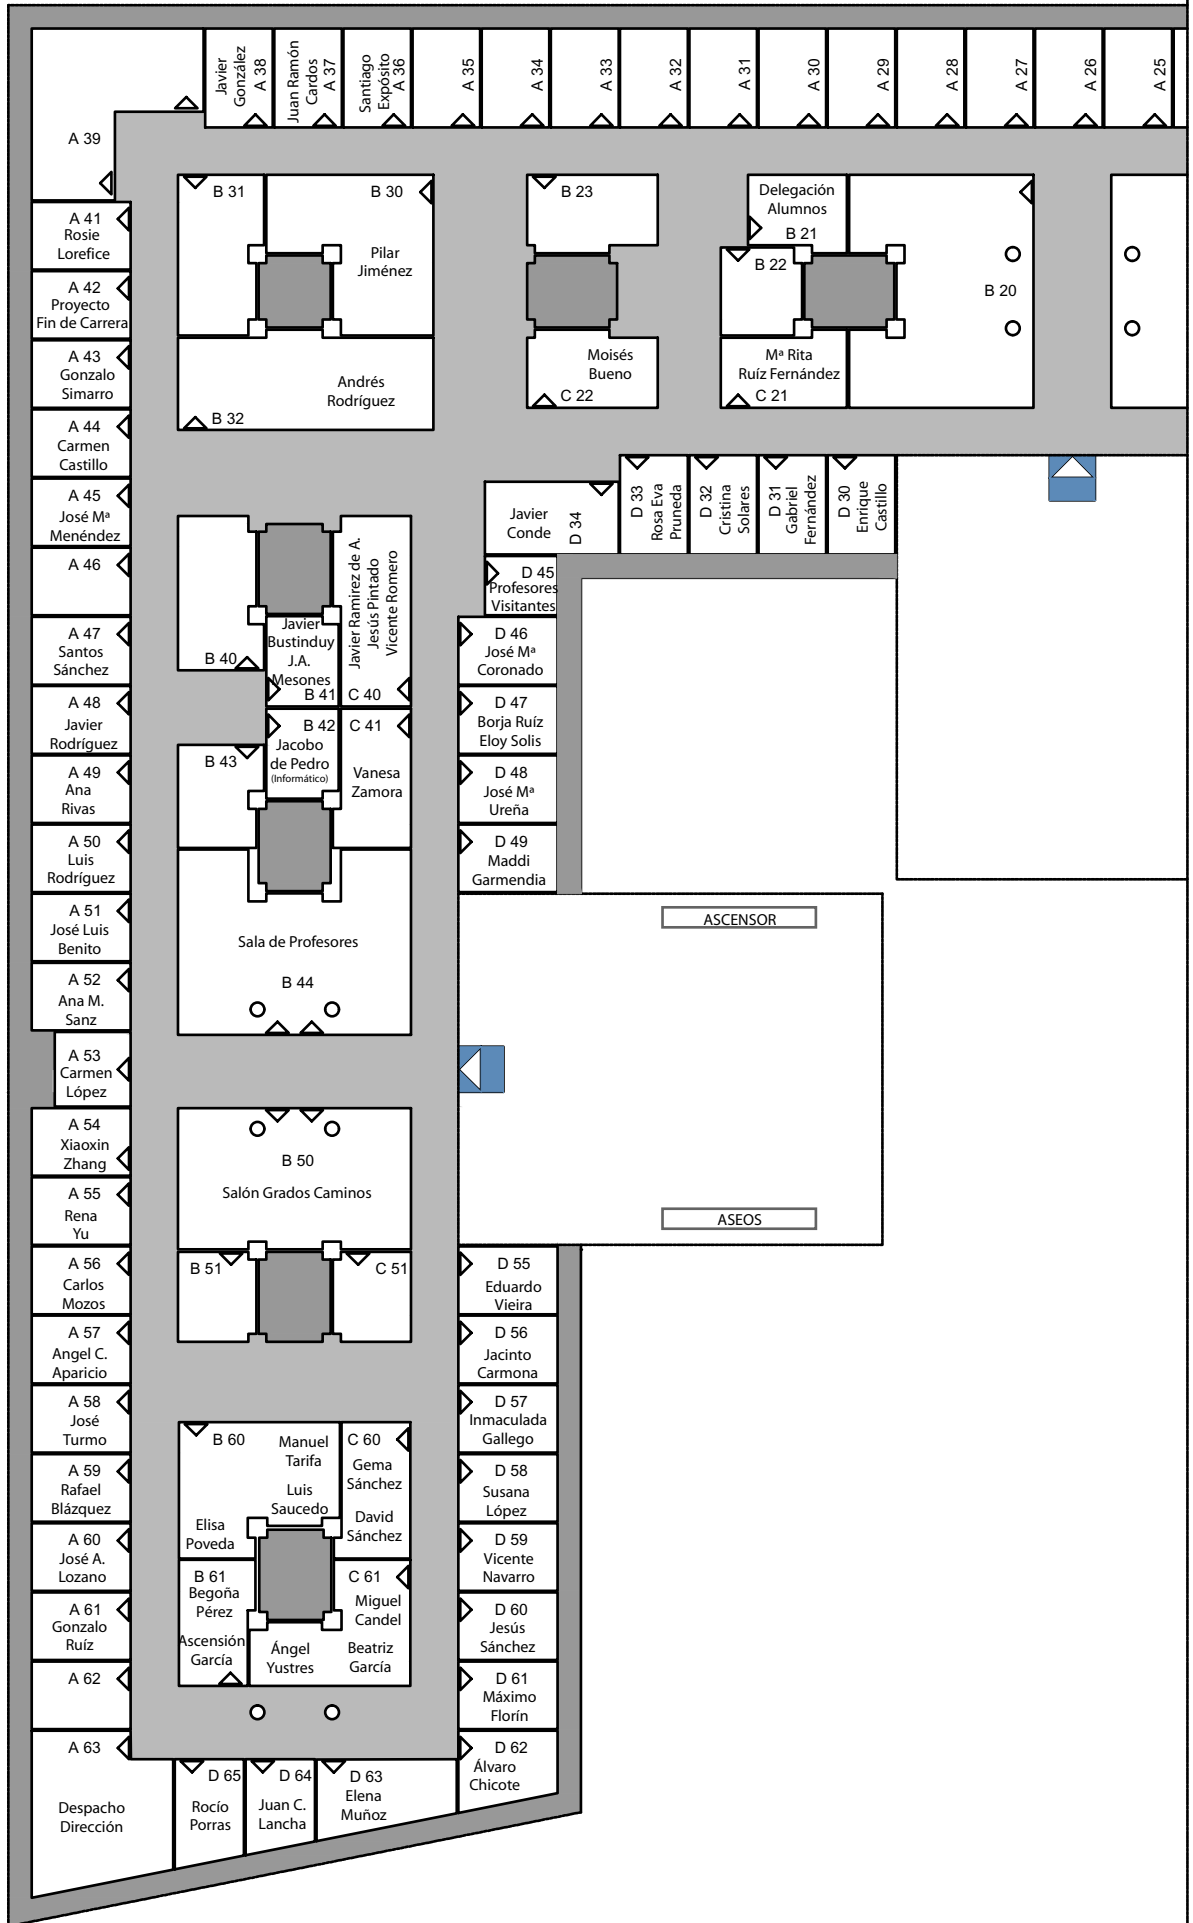 Javier
González
A 38
Juan Ramón
Cardos
A 37
Santiago
Expósito
A 36
A 35
A 34
A 33
A 32
A 31
A 30
A 29
A 28
A 27
A 26
A 25
A 39
B 31
B 30
Pilar
Jiménez
B 23
Delegación
Alumnos
B 21
B 22
B 20
A 41
Rosie
Lorefice
A 42
Proyecto
Fin de Carrera
A 43
Gonzalo
Simarro
Andrés
Rodríguez
B 32
Moisés
Bueno
C 22
Mª Rita
Ruíz Fernández
C 21
A 44
Carmen
Castillo
A 45
José Mª
Menéndez
Javier
Conde
D 34
D 33
Rosa Eva
Pruneda
D 32
Cristina
Solares
D 31
Gabriel
Fernández
D 30
Enrique
Castillo
A 46
D 45
Profesores
Visitantes
Javier Ramirez de A.
Jesús Pintado
Vicente Romero
C 40
Javier
Bustinduy
J.A.
Mesones
B 41
B 40
A 47
Santos
Sánchez
D 46
José Mª
Coronado
A 48
Javier
Rodríguez
B 42
Jacobo
de Pedro
(Informático)
C 41
Vanesa
Zamora
B 43
D 47
Borja Ruíz
Eloy Solis
A 49
Ana
Rivas
D 48
José Mª
Ureña
A 50
Luis
Rodríguez
D 49
Maddi
Garmendia
A 51
José Luis
Benito
Sala de Profesores
B 44
ASCENSOR
A 52
Ana M.
Sanz
A 53
Carmen
López
A 54
Xiaoxin
Zhang
B 50
Salón Grados Caminos
A 55
Rena
Yu
ASEOS
A 56
Carlos
Mozos
B 51
C 51
D 55
Eduardo
Vieira
A 57
Angel C.
Aparicio
D 56
Jacinto
Carmona
A 58
José
Turmo
D 57
Inmaculada
Gallego
B 60
Manuel
Tarifa
Luis
Saucedo
Elisa
Poveda
C 60
Gema
Sánchez
David
Sánchez
A 59
Rafael
Blázquez
D 58
Susana
López
A 60
José A.
Lozano
D 59
Vicente
Navarro
B 61
Begoña
Pérez
Ascensión
García
C 61
Miguel
Candel
Ángel
Yustres
Beatriz
García
A 61
Gonzalo
Ruíz
D 60
Jesús
Sánchez
A 62
D 61
Máximo
Florín
A 63
Despacho
Dirección
D 65
Rocío
Porras
D 64
Juan C.
Lancha
D 63
Elena
Muñoz
D 62
Álvaro
Chicote